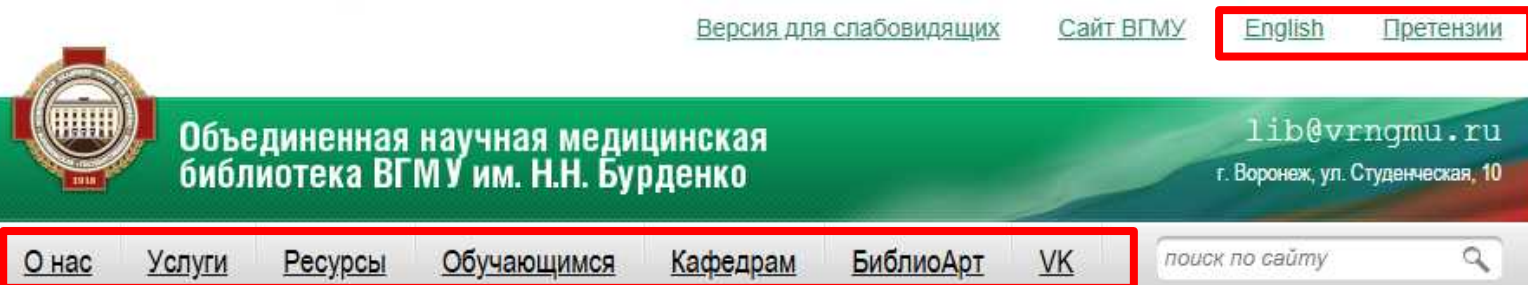 Версия для слабовидящих Сайт ВГМУ English Претензии
Объединенная научная медицинская
библиотека ВГМУ им. Н.Н. Бурденко
lib@vrngmu.ru
г. Воронеж, ул. Студенческая, 10
1918
О нас Услуги Ресурсы Обучающимся Кафедрам БиблиоАрт VK
поиск по сайту